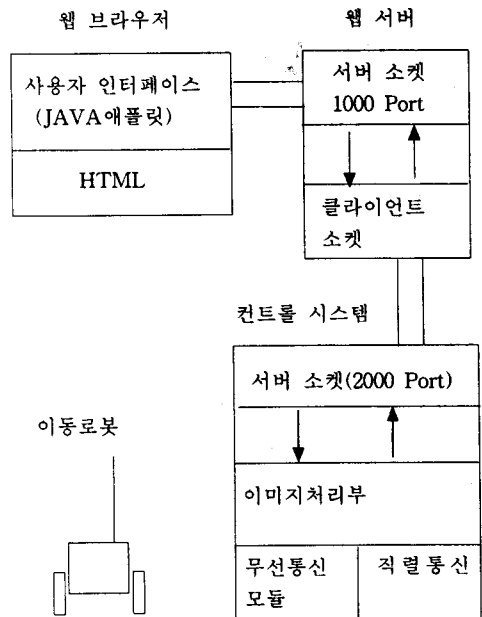 웹 브라우저
사용자 인터페이스
(JAVA애플릿)
HTML
웹 서버
서버 소켓
1000 Port
클라이언트
소켓
컨트롤 시스템
서버 소켓(2000 Port)
이미지처리부
무선통신
모듈
직렬통신
이동로봇